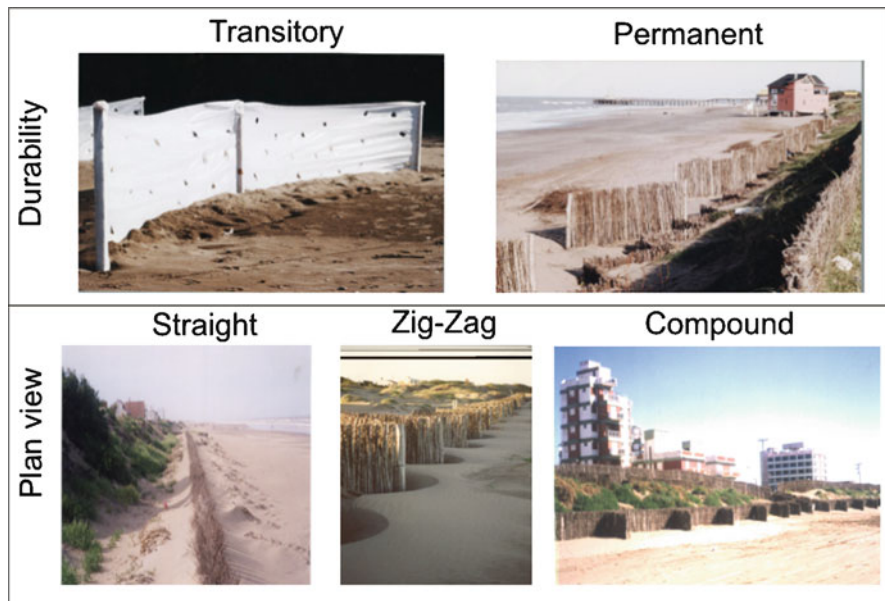 Transitory
Permanent
Durability
Straight
Zig-Zag
Compound
Plan view